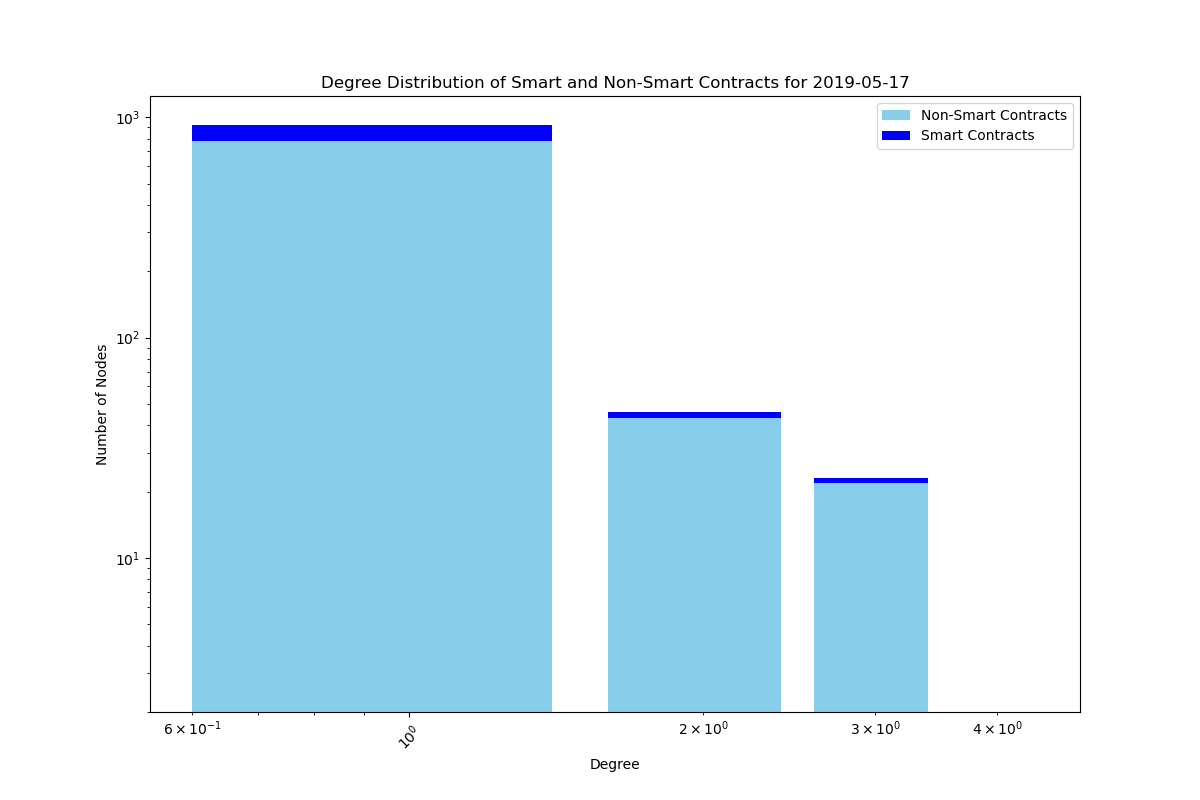 Degree Distribution of Smart and Non-Smart Contracts for 2019-05-17
Non-Smart Contracts
Smart Contracts
Number of Nodes
10³
10²
10¹
6 × 10⁻¹
10⁰
2 × 10⁰
3 × 10⁰
4 × 10⁰
Degree